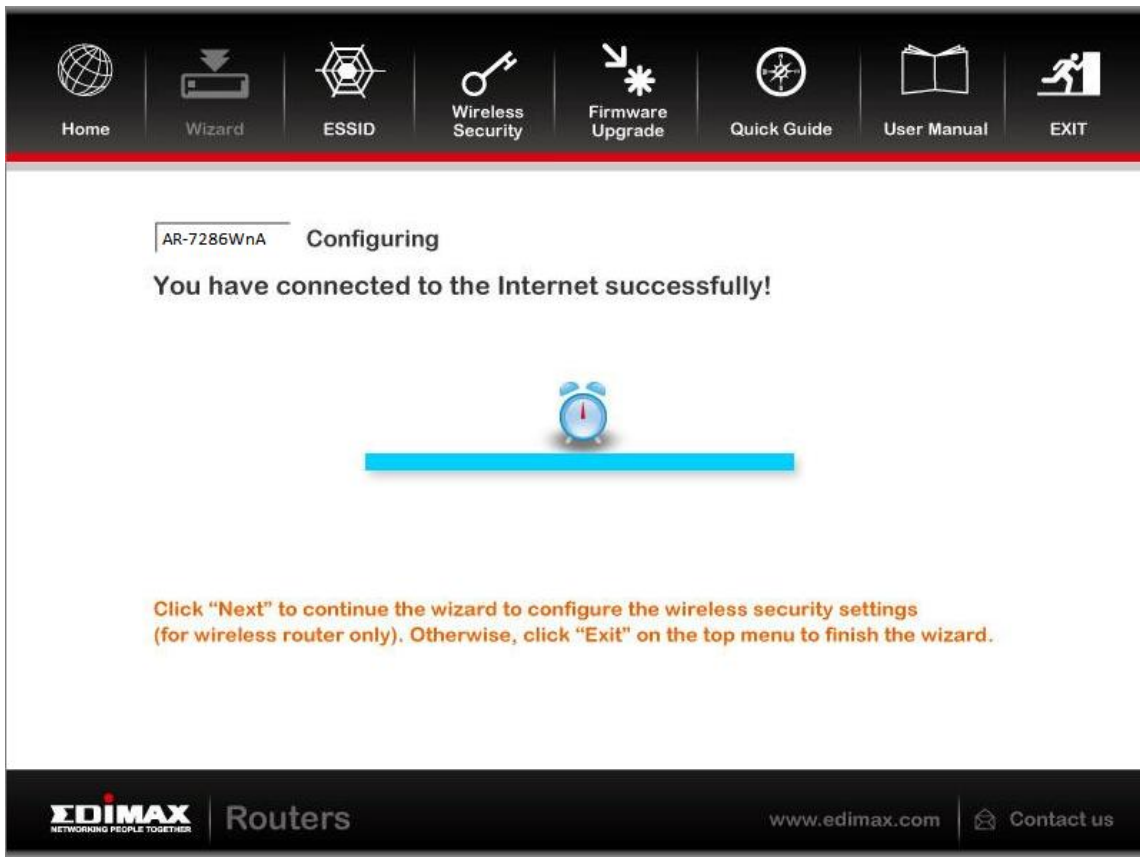 Home
Wizard
ESSID
Wireless
Security
Firmware
Upgrade
Quick Guide
User Manual
EXIT
AR-7286WnA Configuring
You have connected to the Internet successfully!
Click “Next” to continue the wizard to configure the wireless security settings
(for wireless router only). Otherwise, click “Exit” on the top menu to finish the wizard.
EDIMAX
NETWORKING PEOPLE TOGETHER
Routers
www.edimax.com
Contact us